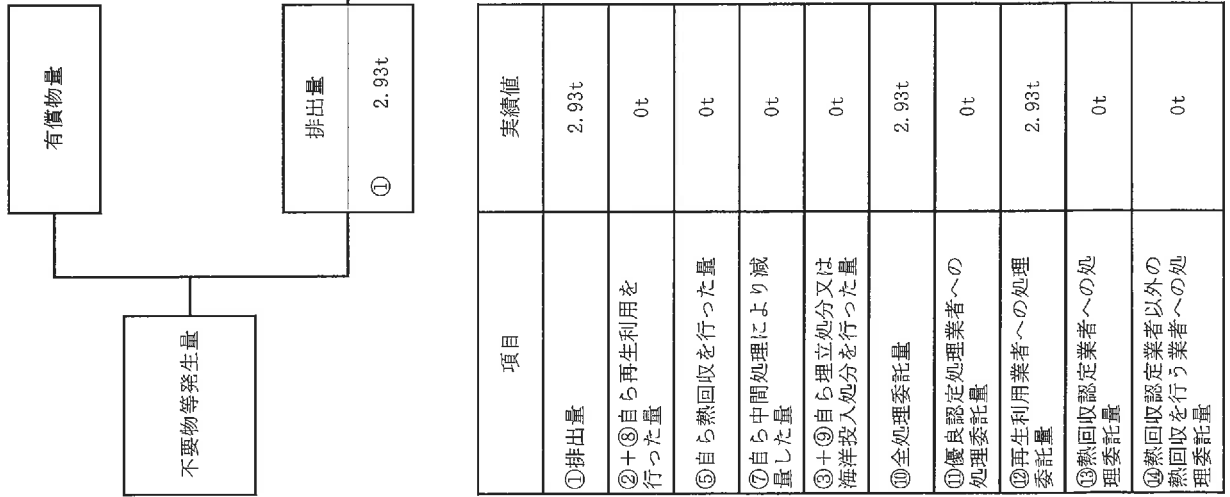 有償物量
不要物等発生量
排出量
① 2.93t
項目 実績値
①排出量 2.93t
②+⑧自ら再生利用を
行った量 0t
⑤自ら熱回収を行った量 0t
⑦自ら中間処理により減
量した量 0t
③+⑨自ら埋立処分又は
海洋投入処分を行った量 0t
⑩全処理委託量 2.93t
⑪優良認定処理業者への
処理委託量 0t
⑫再生利用業者への処理
委託量 2.93t
⑬熱回収認定業者への処
理委託量 0t
⑭熱回収認定業者以外の
熱回収を行う業者への処
理委託量 0t